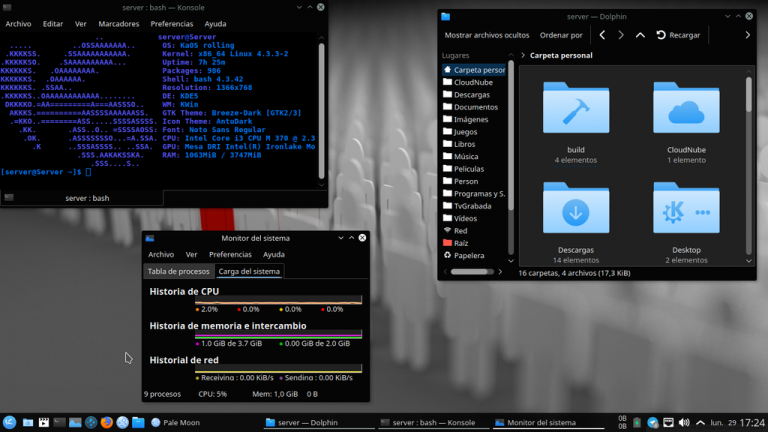 server : bash — Konsole
Archivo Editar Ver Marcadores Preferencias Ayuda
server@Server
OS: KaOS rolling
Kernel: x86_64 Linux 4.3.3-2
Uptime: 7h 25m
Packages: 986
Shell: bash 4.3.42
Resolution: 1366x768
DE: KDE5
WM: KWin
GTK Theme: Breeze-Dark [GTK2/3]
Icon Theme: AntuDark
Font: Noto Sans Regular
CPU: Intel Core i3 CPU M 370 @ 2.3
GPU: Mesa DRI Intel(R) Ironlake Mo
RAM: 1063MiB / 3747MiB
[server@Server ~]$
server : bash
server — Dolphin
Mostrar archivos ocultos Ordenar por Recargar
Lugares
Carpeta persor
CloudNube
Descargas
Documentos
Imágenes
Juegos
Libros
Música
Peliculas
Person
Programas y S.
TvGrabada
Vídeos
Red
Raíz
Papelera
Carpeta personal
build
4 elementos
CloudNube
1 elemento
Descargas
14 elementos
Desktop
2 elementos
16 carpetas, 4 archivos (17,3 KiB)
Monitor del sistema
Archivo Ver Preferencias Ayuda
Tabla de procesos Carga del sistema
Historia de CPU
2.0% 0.0% 0.0% 0.0%
Historia de memoria e intercambio
1.0 GiB de 3.7 GiB 0.00 GiB de 2.0 GiB
Historial de red
Receiving : 0.00 KiB/s Sending : 0.00 KiB/s
9 procesos CPU: 5% Mem: 1,0 GiB 0 B
Pale Moon
server — Dolphin
server : bash — Konsole
Monitor del sistema
0B
0B
lun. 29 17:24